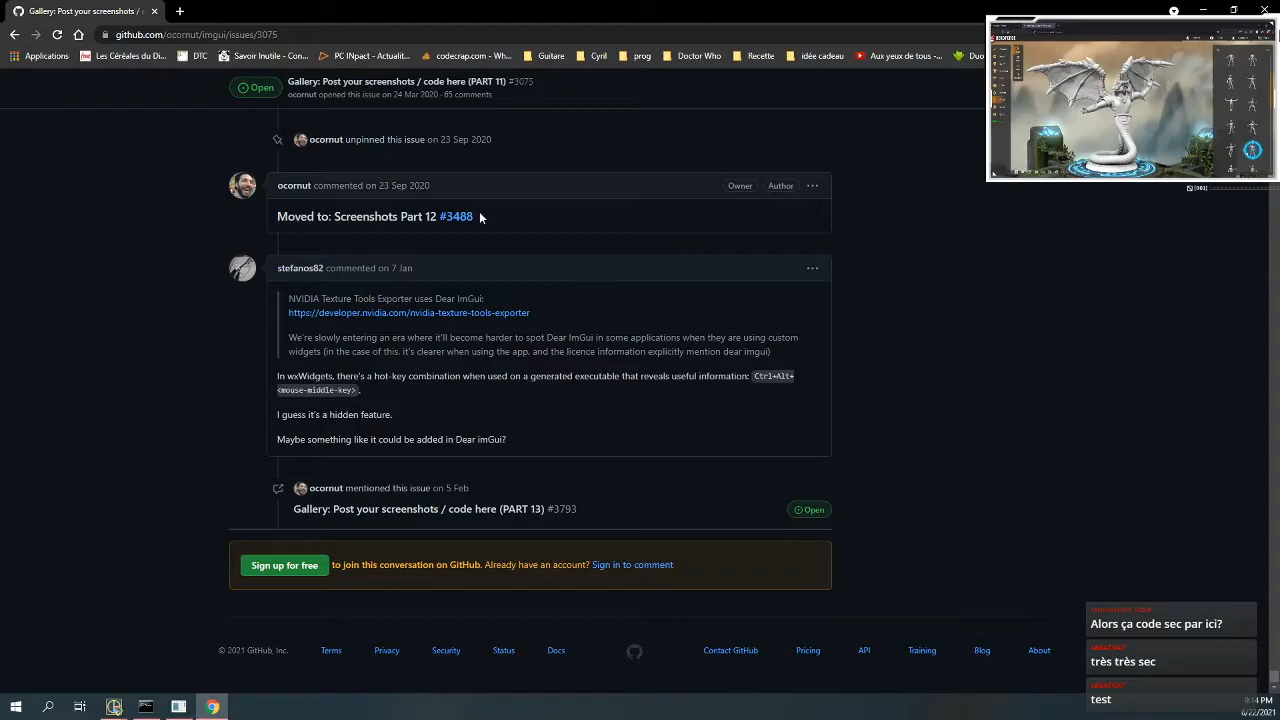 Gallery: Post your screenshots / c
github.com/ocornut/imgui/issues/3075
Applications
Les Céréales du Dim
DTC
Savoir Inutile
PC INpact - Actualit...
codecrap.com - Wh...
Guild
Cyril
prog
Doctor Who
Recette
idée cadeau
Aux yeux de tous -...
Duo
Open
Gallery: Post your screenshots / code here (PART 11) #3075
ocornut opened this issue on 24 Mar 2020 · 65 comments
ocornut unpinned this issue on 23 Sep 2020
ocornut commented on 23 Sep 2020
Owner
Author
Moved to: Screenshots Part 12 #3488
stefanos82 commented on 7 Jan
NVIDIA Texture Tools Exporter uses Dear ImGui:
https://developer.nvidia.com/nvidia-texture-tools-exporter
We're slowly entering an era where it'll become harder to spot Dear ImGui in some applications when they are using custom
widgets (in the case of this. it's clearer when using the app, and the licence information explicitly mention dear imgui)
In wxWidgets, there's a hot-key combination when used on a generated executable that reveals useful information: Ctrl+Alt+
<mouse-middle-key>.
I guess it's a hidden feature.
Maybe something like it could be added in Dear imGui?
ocornut mentioned this issue on 5 Feb
Gallery: Post your screenshots / code here (PART 13) #3793
Open
Sign up for free to join this conversation on GitHub. Already have an account? Sign in to comment
© 2021 GitHub, Inc.
Terms
Privacy
Security
Status
Docs
Contact GitHub
Pricing
API
Training
Blog
About
[001]
Alors ça code sec par ici?
très très sec
test
9:14 PM
6/22/2021